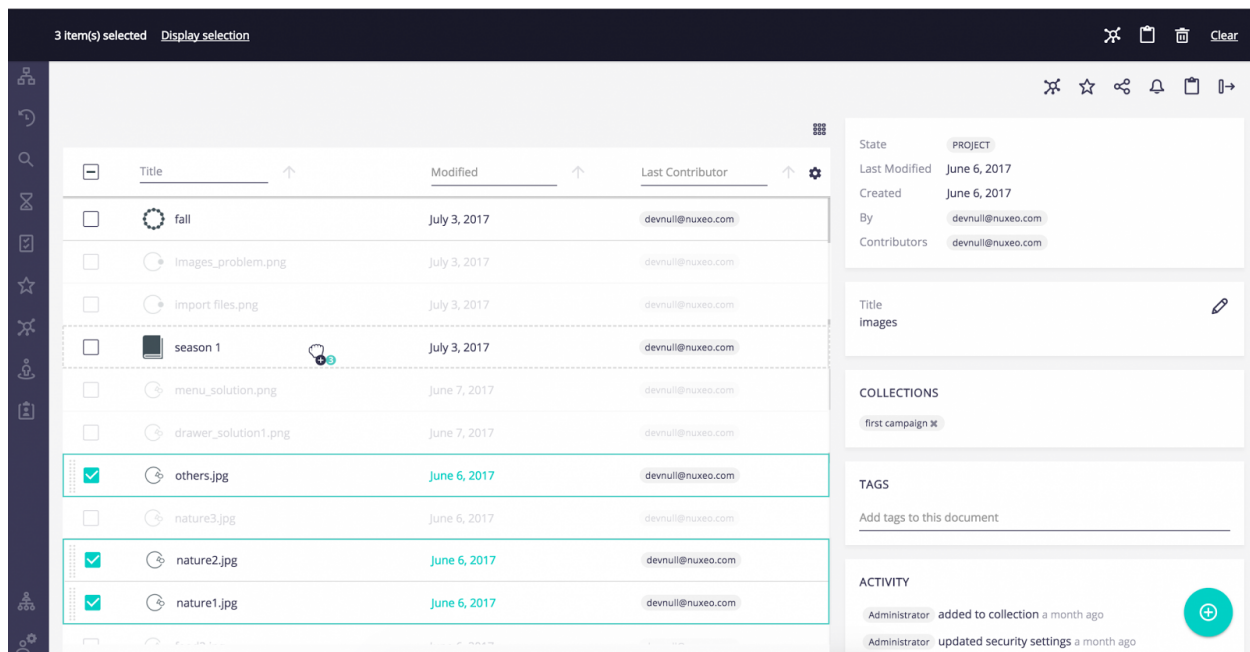 3 item(s) selected Display selection Clear
Title Modified Last Contributor
fall July 3, 2017 devnull@nuxeo.com
Images_problem.png July 3, 2017 devnull@nuxeo.com
import files.png July 3, 2017 devnull@nuxeo.com
season 1 July 3, 2017 devnull@nuxeo.com
3
menu_solution.png June 7, 2017 devnull@nuxeo.com
drawer_solution1.png June 7, 2017 devnull@nuxeo.com
others.jpg June 6, 2017 devnull@nuxeo.com
nature3.jpg June 6, 2017 devnull@nuxeo.com
nature2.jpg June 6, 2017 devnull@nuxeo.com
nature1.jpg June 6, 2017 devnull@nuxeo.com
State PROJECT
Last Modified June 6, 2017
Created June 6, 2017
By devnull@nuxeo.com
Contributors devnull@nuxeo.com
Title
images
COLLECTIONS
first campaign
TAGS
Add tags to this document
ACTIVITY
Administrator added to collection a month ago
Administrator updated security settings a month ago